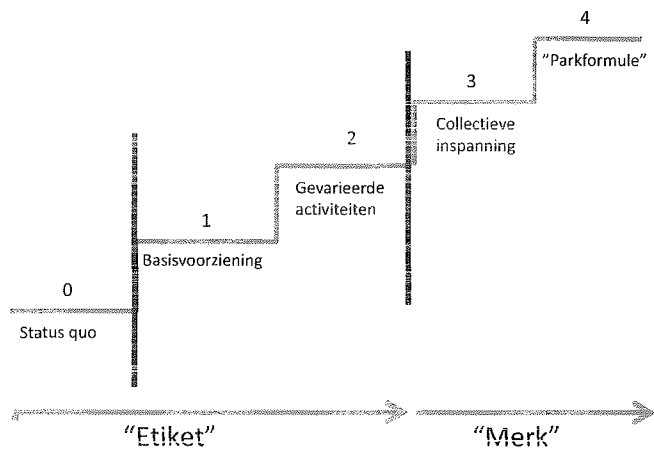 4
"Parkformule"
3
Collectieve
inspanning
2
Gevarieerde
activiteiten
1
Basisvoorziening
0
Status quo
"Etiket"
"Merk"